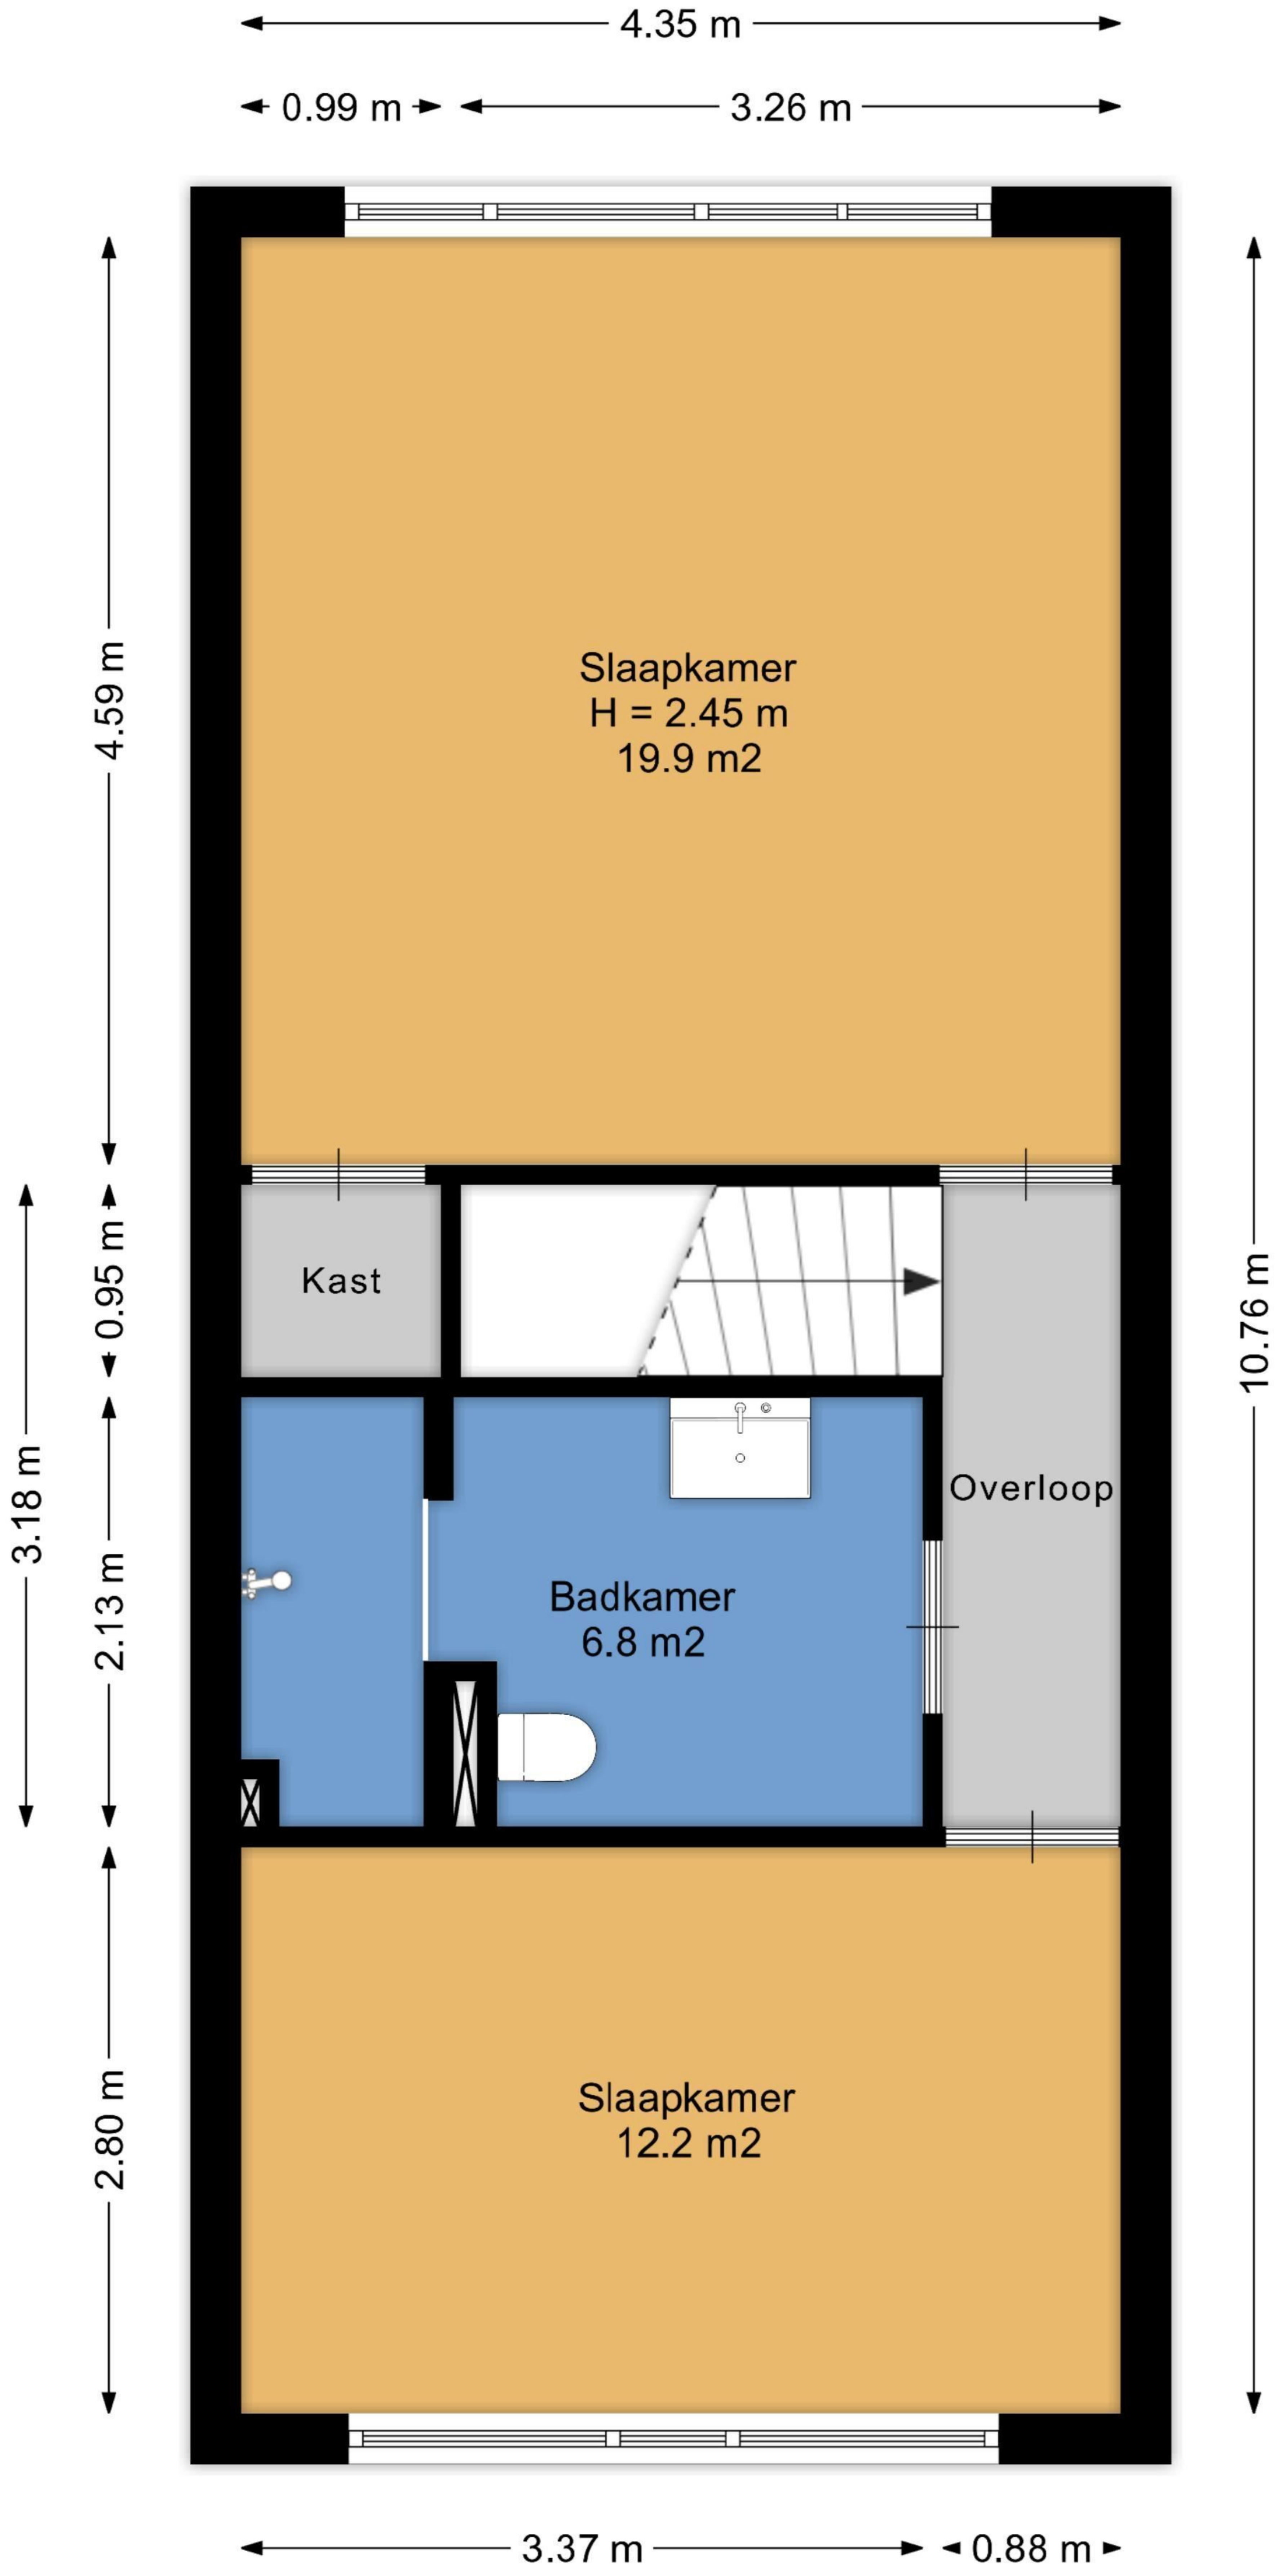 4.35 m
0.99 m
3.26 m
4.59 m
Slaapkamer
H = 2.45 m
19.9 m2
10.76 m
0.95 m
Kast
3.18 m
Overloop
2.13 m
Badkamer
6.8 m2
2.80 m
Slaapkamer
12.2 m2
3.37 m
0.88 m